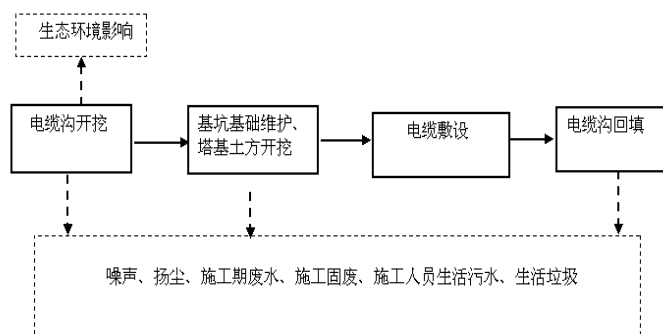 生态环境影响
电缆沟开挖
基坑基础维护、
塔基土方开挖
电缆敷设
电缆沟回填
噪声、扬尘、施工期废水、施工固废、施工人员生活污水、生活垃圾